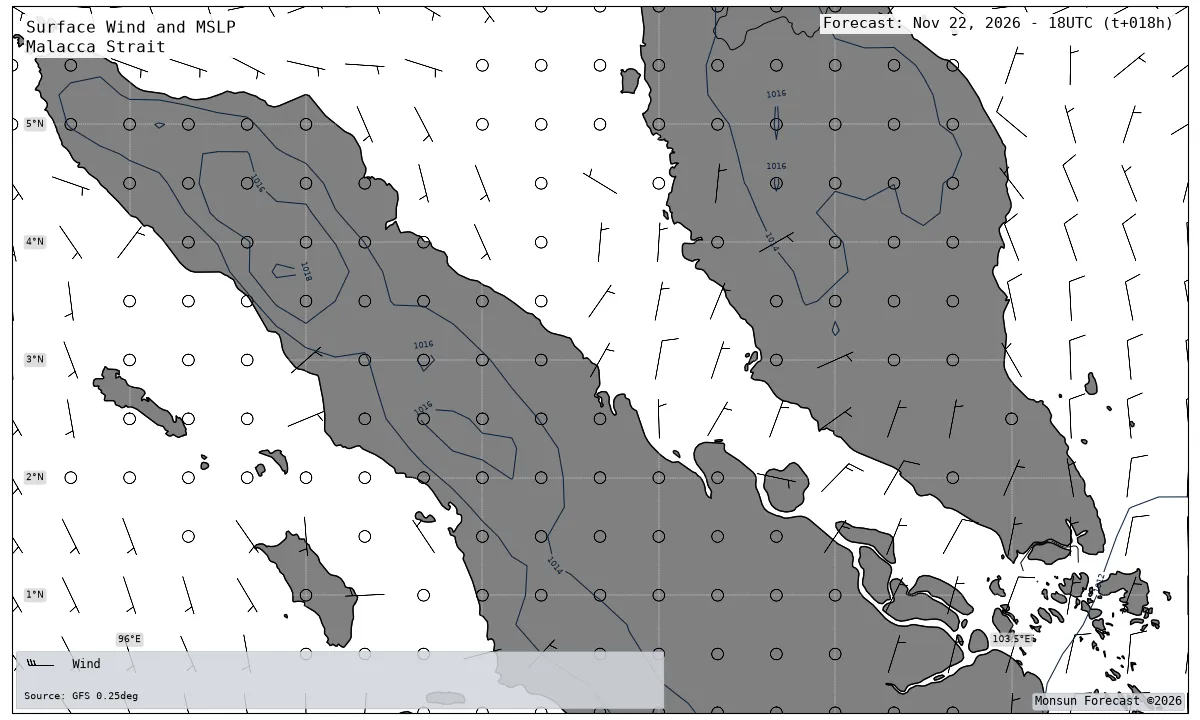 Surface Wind and MSLP
Malacca Strait
Forecast: Nov 22, 2026 - 18UTC (t+018h)
1016
5°N
1016
1016
4°N
1014
1018
1016
3°N
1016
2°N
1014
1°N
96°E
103.5°E
Wind
Source: GFS 0.25deg
Monsun Forecast ©2026